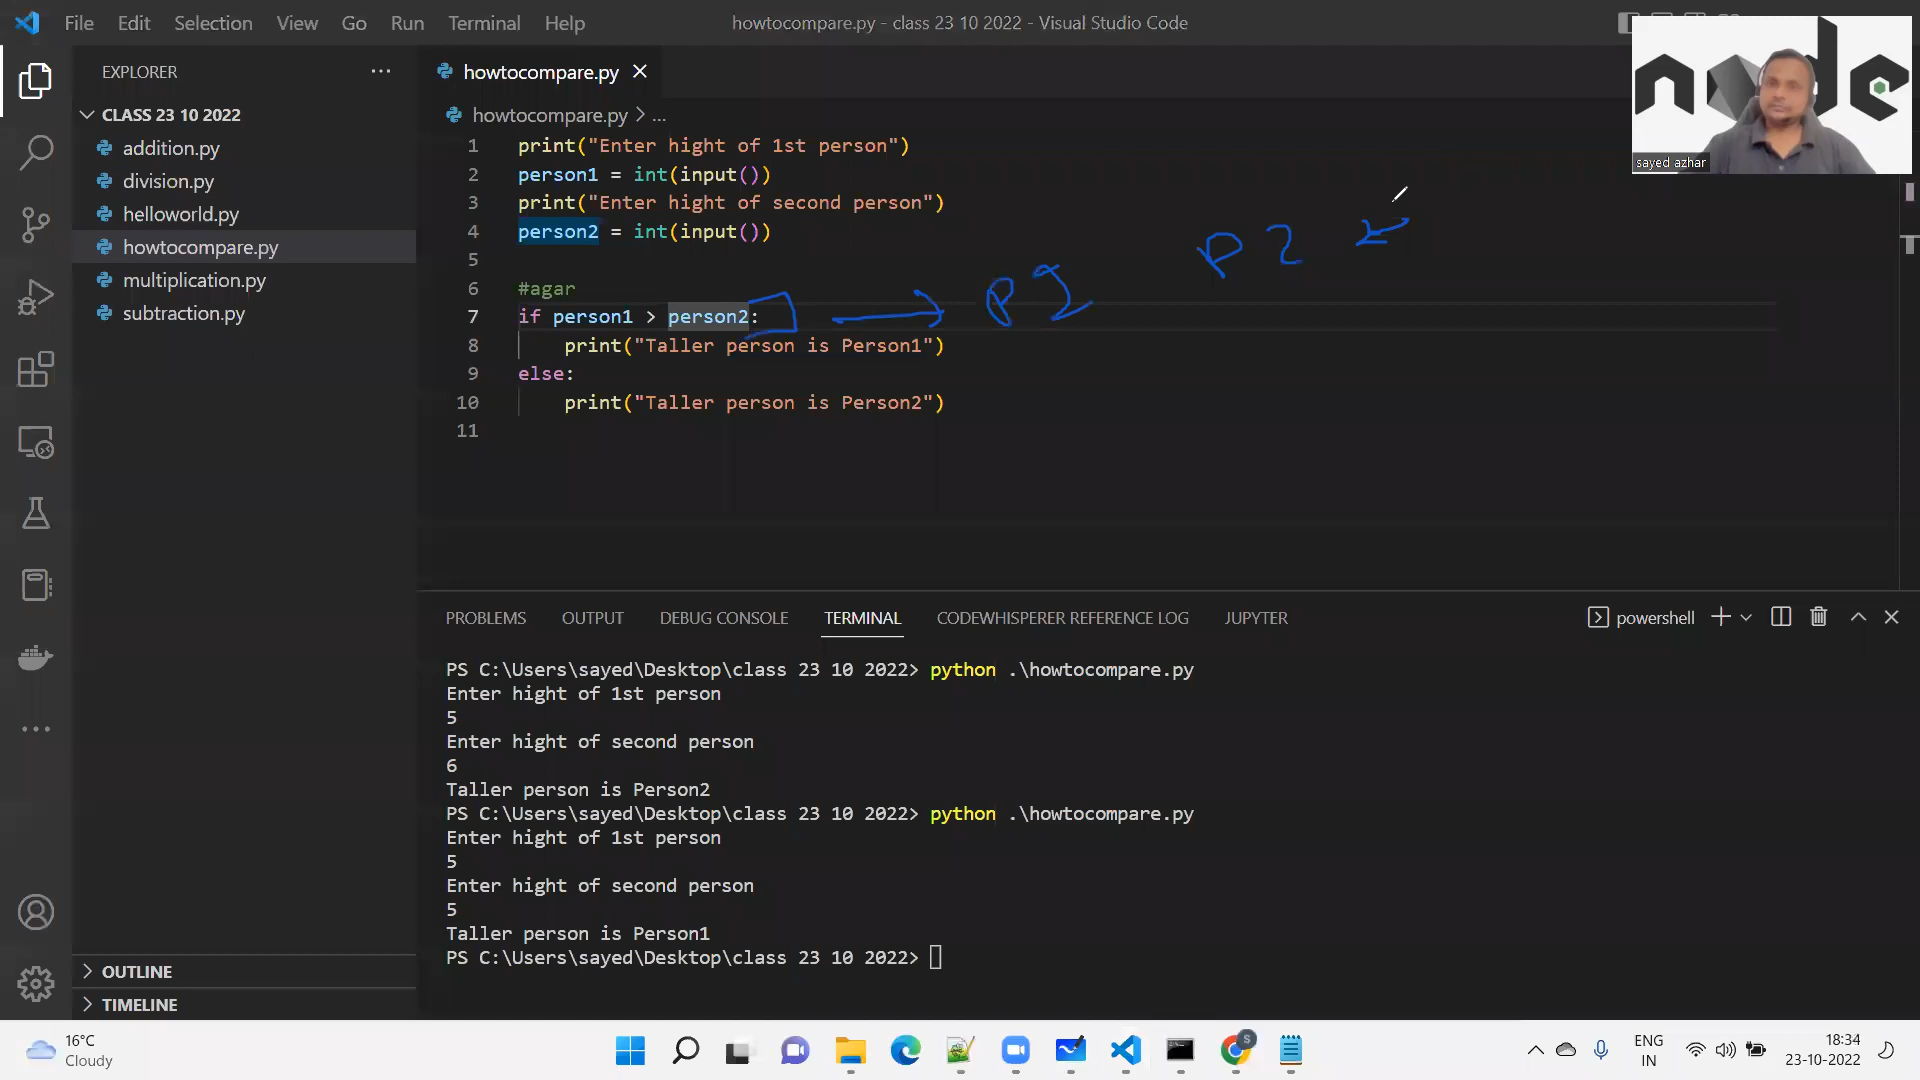 File Edit Selection View Go Run Terminal Help
howtocompare.py - class 23 10 2022 - Visual Studio Code
node
sayed azhar
EXPLORER
CLASS 23 10 2022
addition.py
division.py
helloworld.py
howtocompare.py
multiplication.py
subtraction.py
OUTLINE
TIMELINE
howtocompare.py
howtocompare.py > ...
1 print("Enter hight of 1st person")
2 person1 = int(input())
3 print("Enter hight of second person")
4 person2 = int(input())
5
6 #agar
7 if person1 > person2:
8 print("Taller person is Person1")
9 else:
10 print("Taller person is Person2")
11
P2
PROBLEMS OUTPUT DEBUG CONSOLE TERMINAL CODEWHISPERER REFERENCE LOG JUPYTER
powershell
PS C:\Users\sayed\Desktop\class 23 10 2022> python .\howtocompare.py
Enter hight of 1st person
5
Enter hight of second person
6
Taller person is Person2
PS C:\Users\sayed\Desktop\class 23 10 2022> python .\howtocompare.py
Enter hight of 1st person
5
Enter hight of second person
5
Taller person is Person1
PS C:\Users\sayed\Desktop\class 23 10 2022>
16°C
Cloudy
S
ENG
IN
18:34
23-10-2022